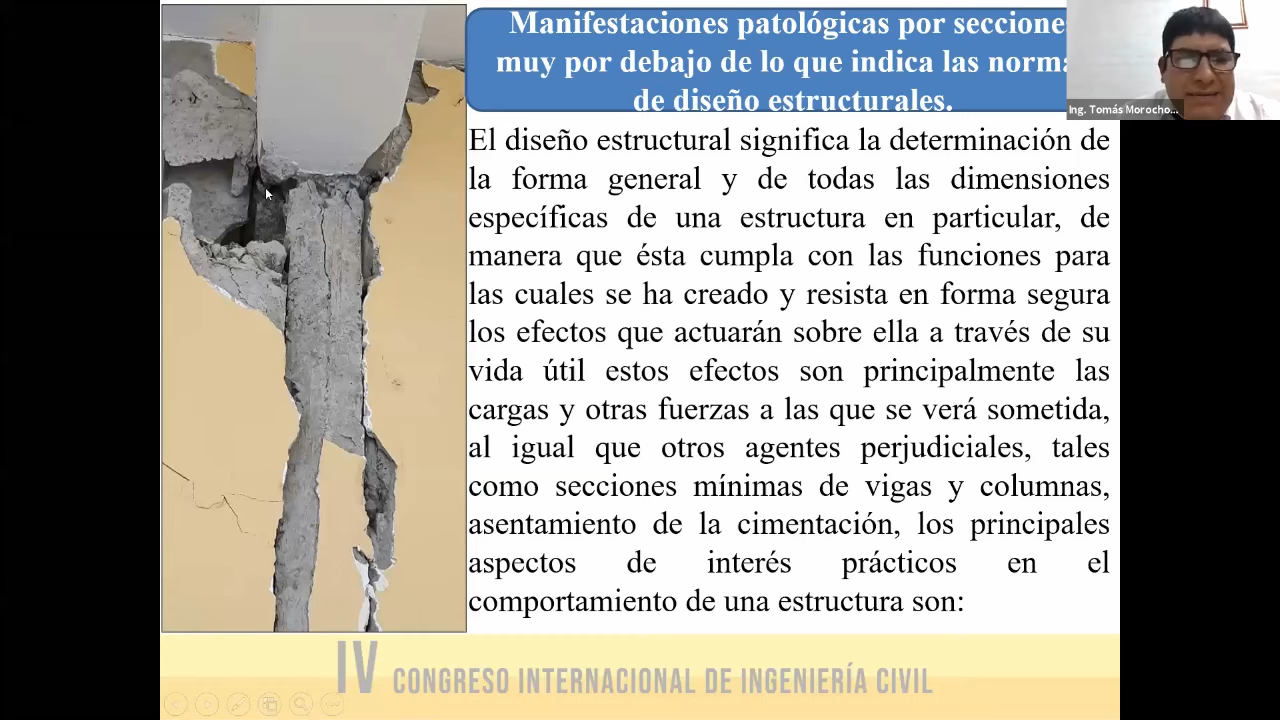 Manifestaciones patológicas por seccione
muy por debajo de lo que indica las norma
de diseño estructurales.
Ing. Tomás Morocho...
El diseño estructural significa la determinación de
la forma general y de todas las dimensiones
específicas de una estructura en particular, de
manera que ésta cumpla con las funciones para
las cuales se ha creado y resista en forma segura
los efectos que actuarán sobre ella a través de su
vida útil estos efectos son principalmente las
cargas y otras fuerzas a las que se verá sometida,
al igual que otros agentes perjudiciales, tales
como secciones mínimas de vigas y columnas,
asentamiento de la cimentación, los principales
aspectos de interés prácticos en el
comportamiento de una estructura son:
IV CONGRESO INTERNACIONAL DE INGENIERÍA CIVIL